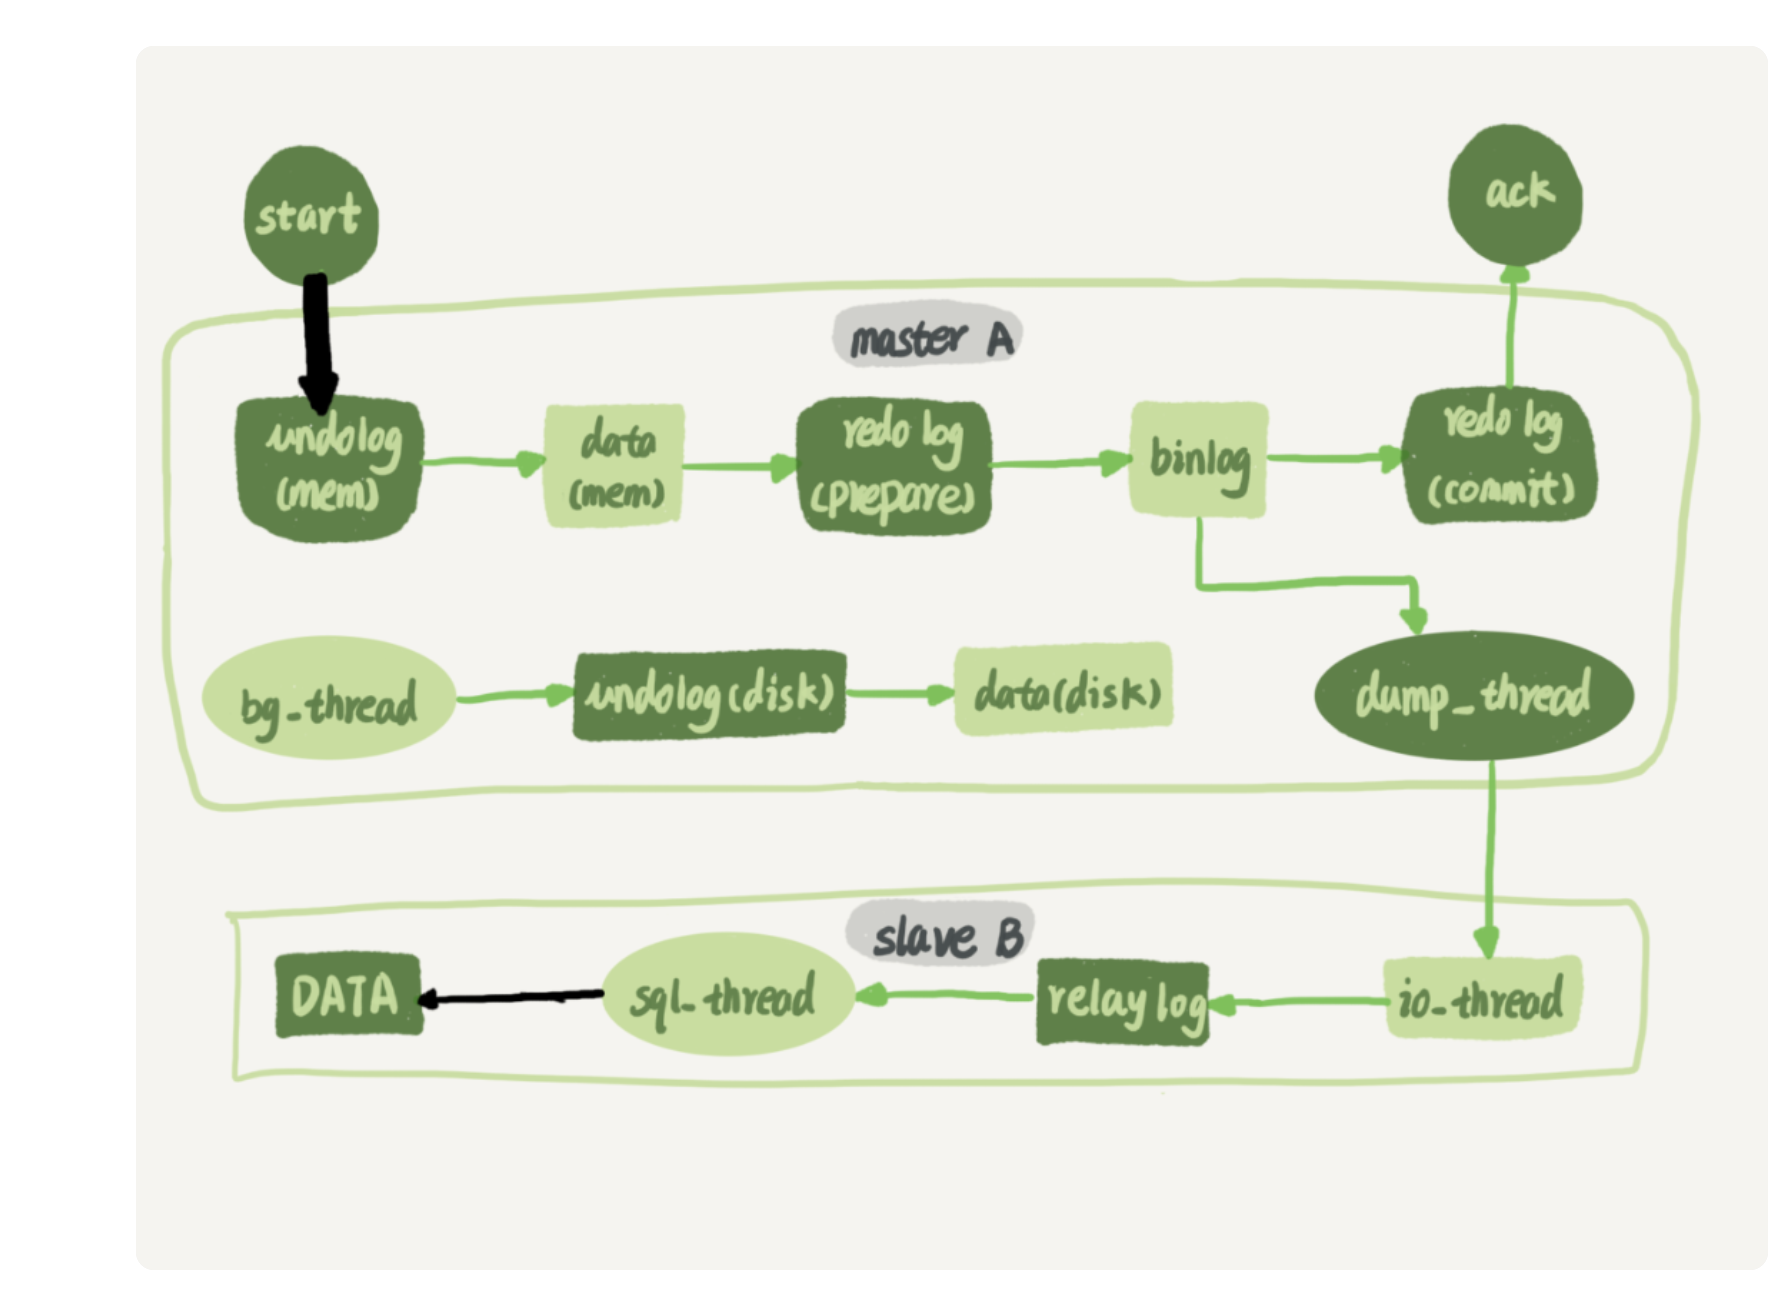 start
ack
master A
undolog
(mem)
data
(mem)
redo log
(prepare)
binlog
redo log
(commit)
bg_thread
undolog(disk)
data(disk)
dump_thread
slave B
DATA
sql_thread
relay log
io_thread